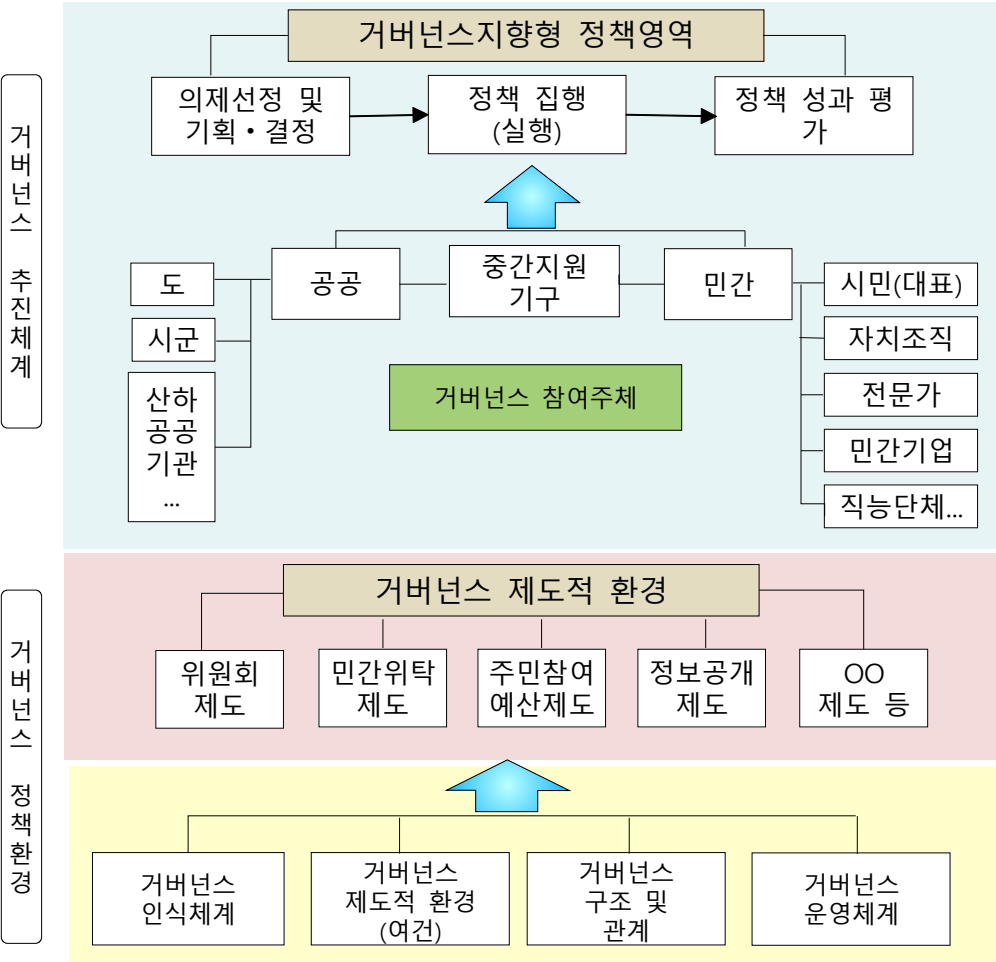 거버넌스 추진체계
거버넌스지향형 정책영역
의제선정 및
기획・결정
정책 집행
(실행)
정책 성과 평
가
공공
중간지원
기구
민간
도
시군
산하
공공
기관
...
거버넌스 참여주체
시민(대표)
자치조직
전문가
민간기업
직능단체...
거버넌스 정책환경
거버넌스 제도적 환경
위원회
제도
민간위탁
제도
주민참여
예산제도
정보공개
제도
OO
제도 등
거버넌스
인식체계
거버넌스
제도적 환경
(여건)
거버넌스
구조 및
관계
거버넌스
운영체계